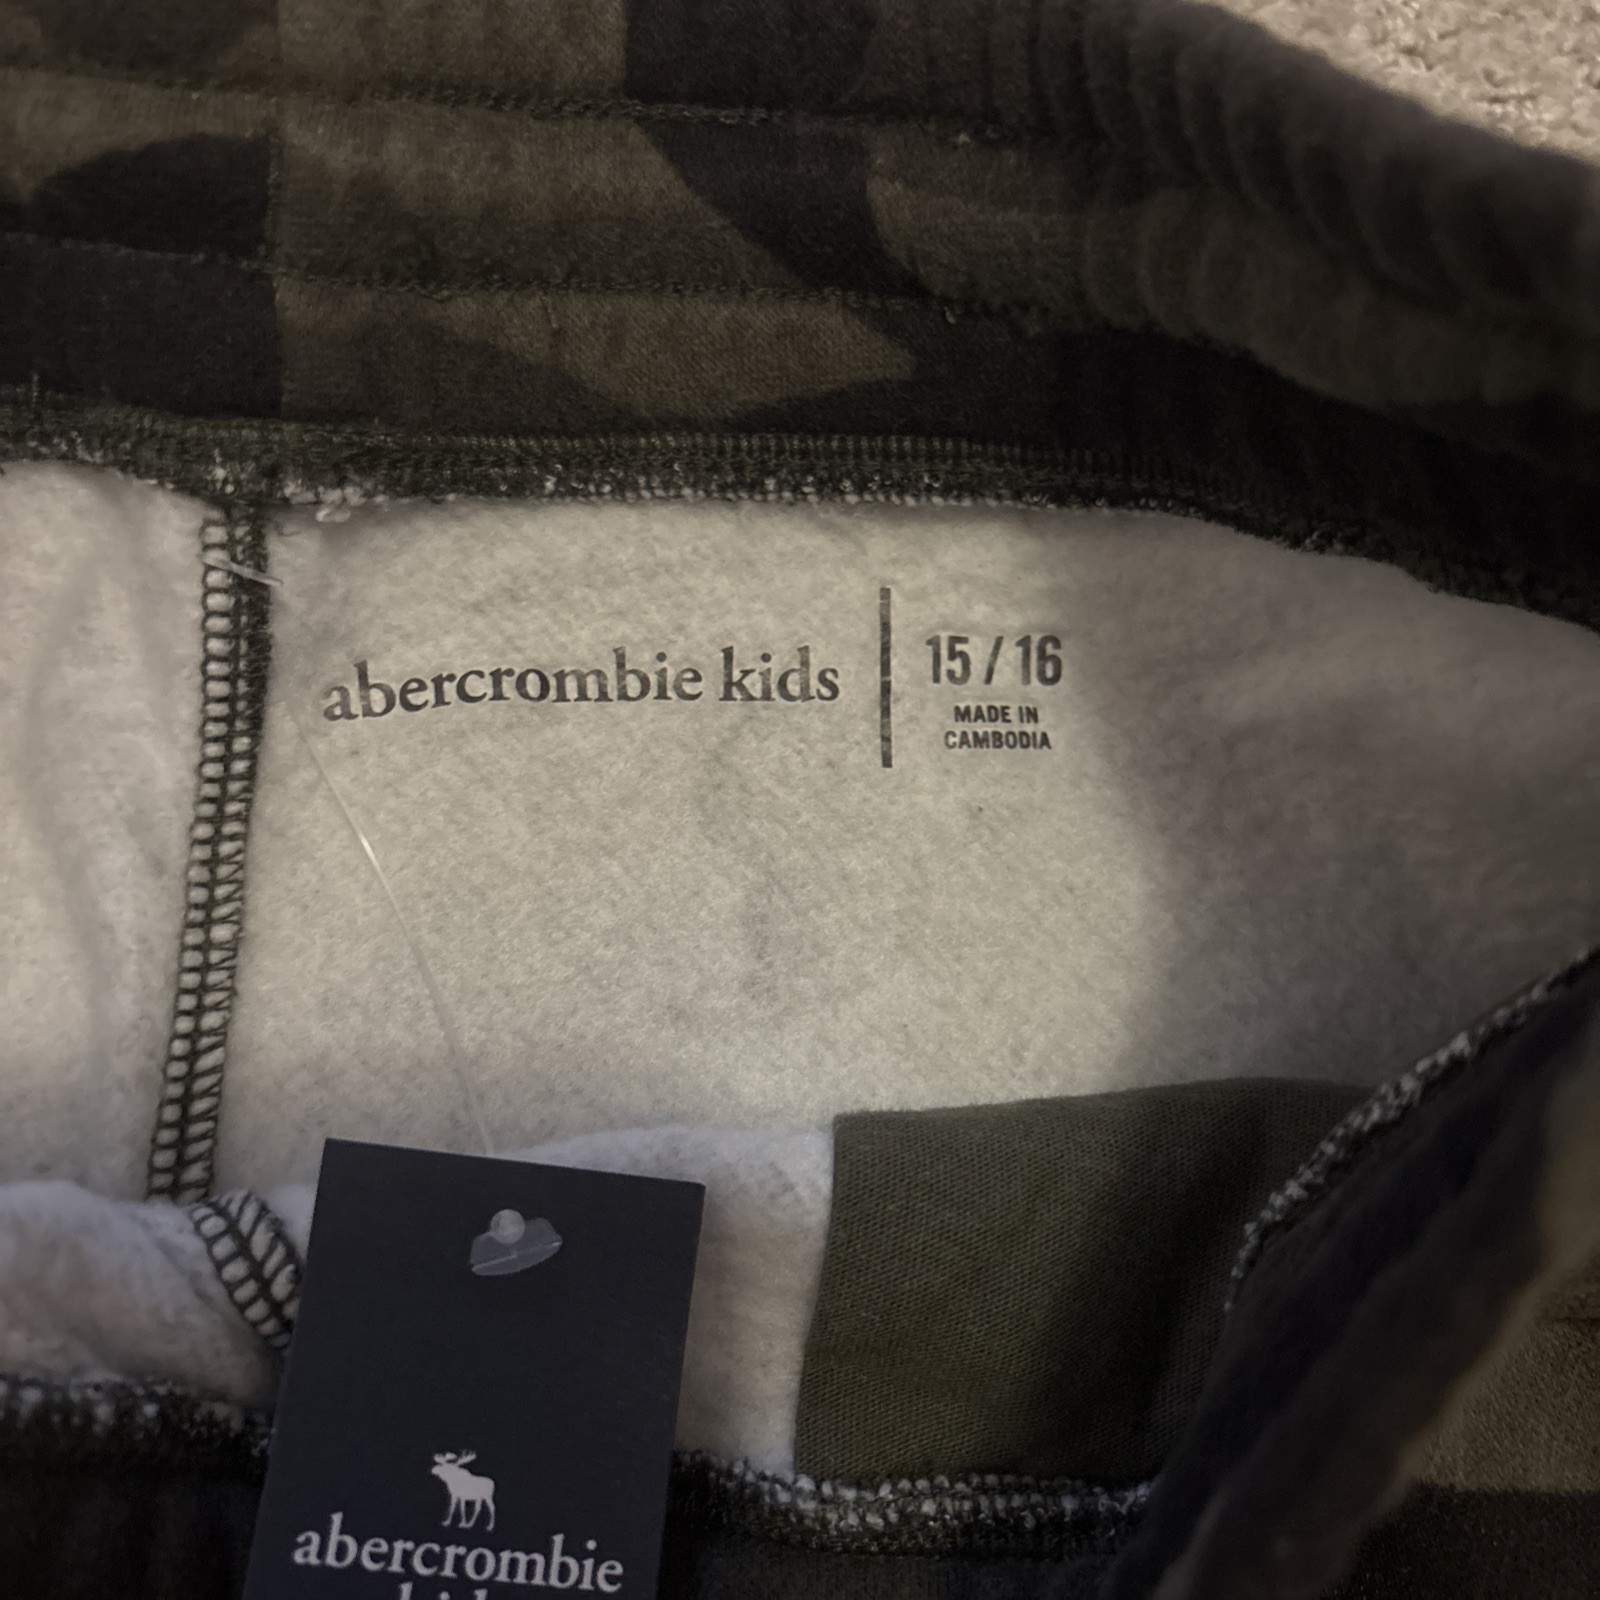 abercrombie kids
15 / 16
MADE IN
CAMBODIA
abercrombie